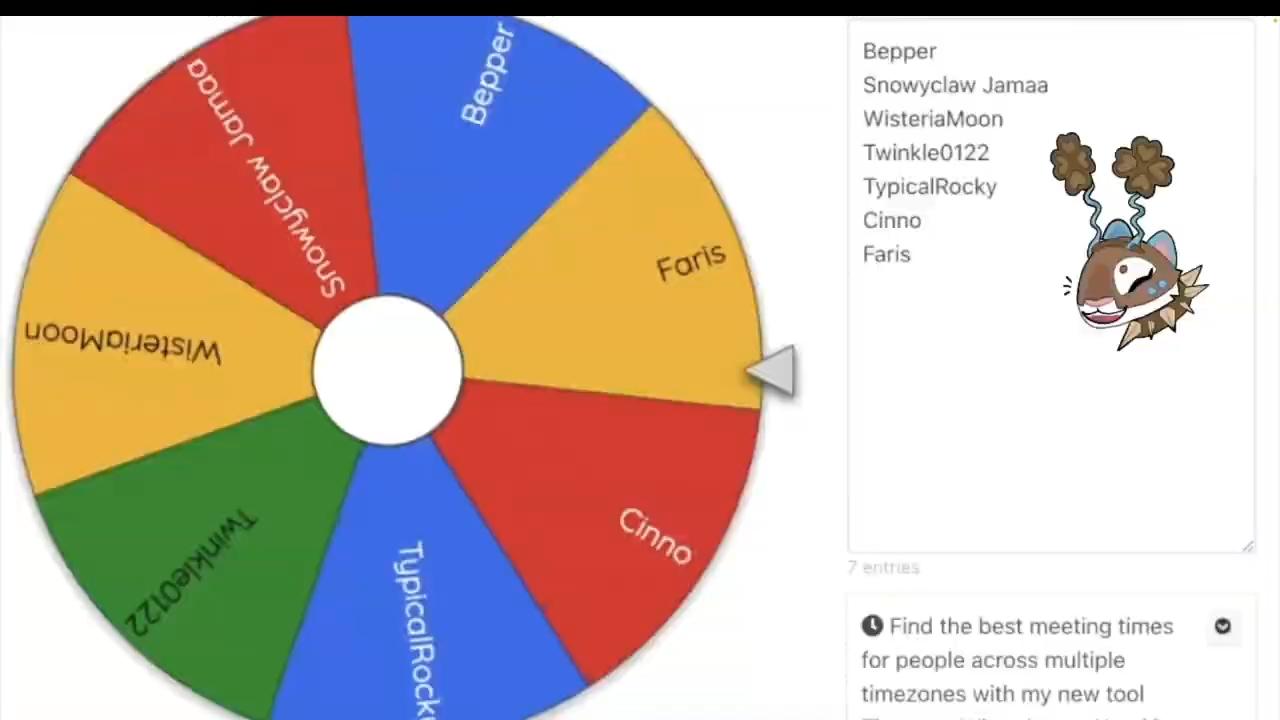 Bepper
Snowyclaw Jamaa
Faris
WisteriaMoon
Cinno
Twinkle0122
TypicalRock
Bepper
Snowyclaw Jamaa
WisteriaMoon
Twinkle0122
TypicalRocky
Cinno
Faris
7 entries
Find the best meeting times
for people across multiple
timezones with my new tool